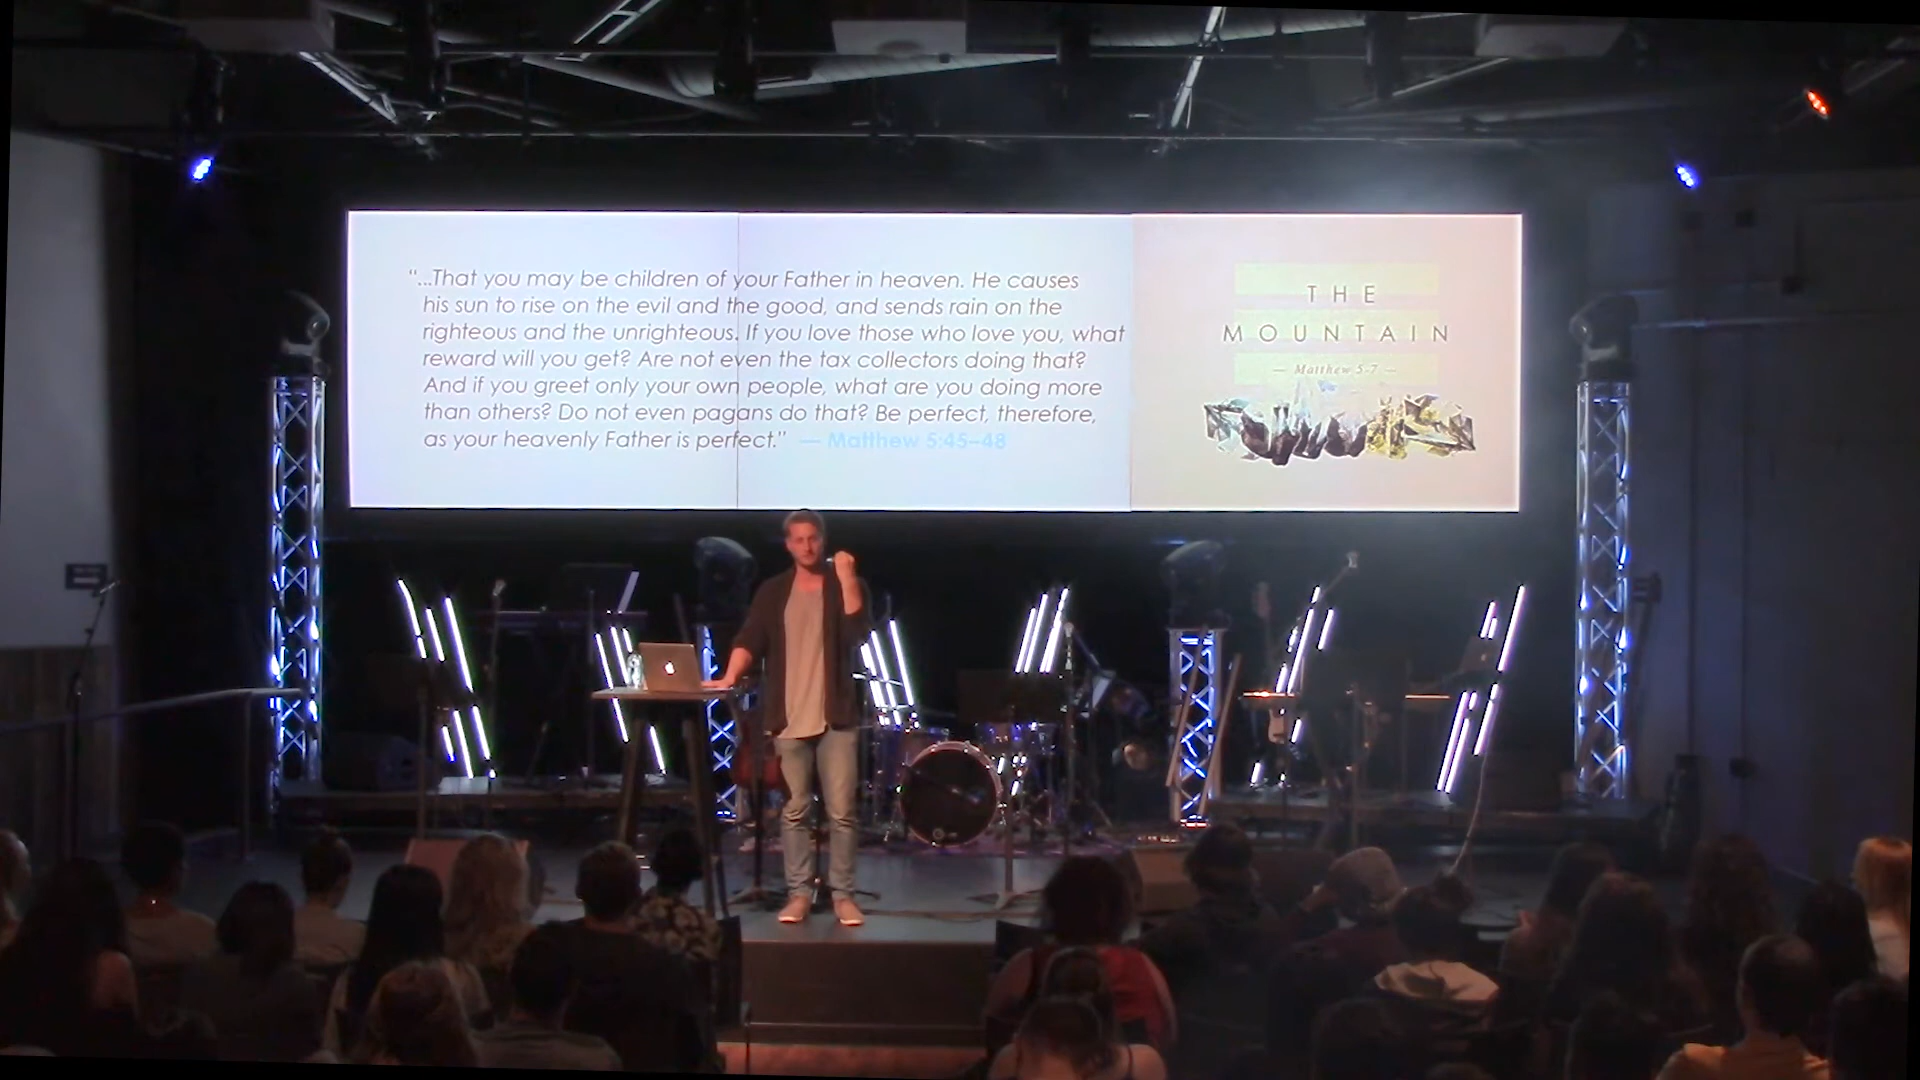 “...That you may be children of your Father in heaven. He causes
his sun to rise on the evil and the good, and sends rain on the
righteous and the unrighteous. If you love those who love you, what
reward will you get? Are not even the tax collectors doing that?
And if you greet only your own people, what are you doing more
than others? Do not even pagans do that? Be perfect, therefore,
as your heavenly Father is perfect.” — Matthew 5:45–48
THE
MOUNTAIN
— Matthew 5-7 —